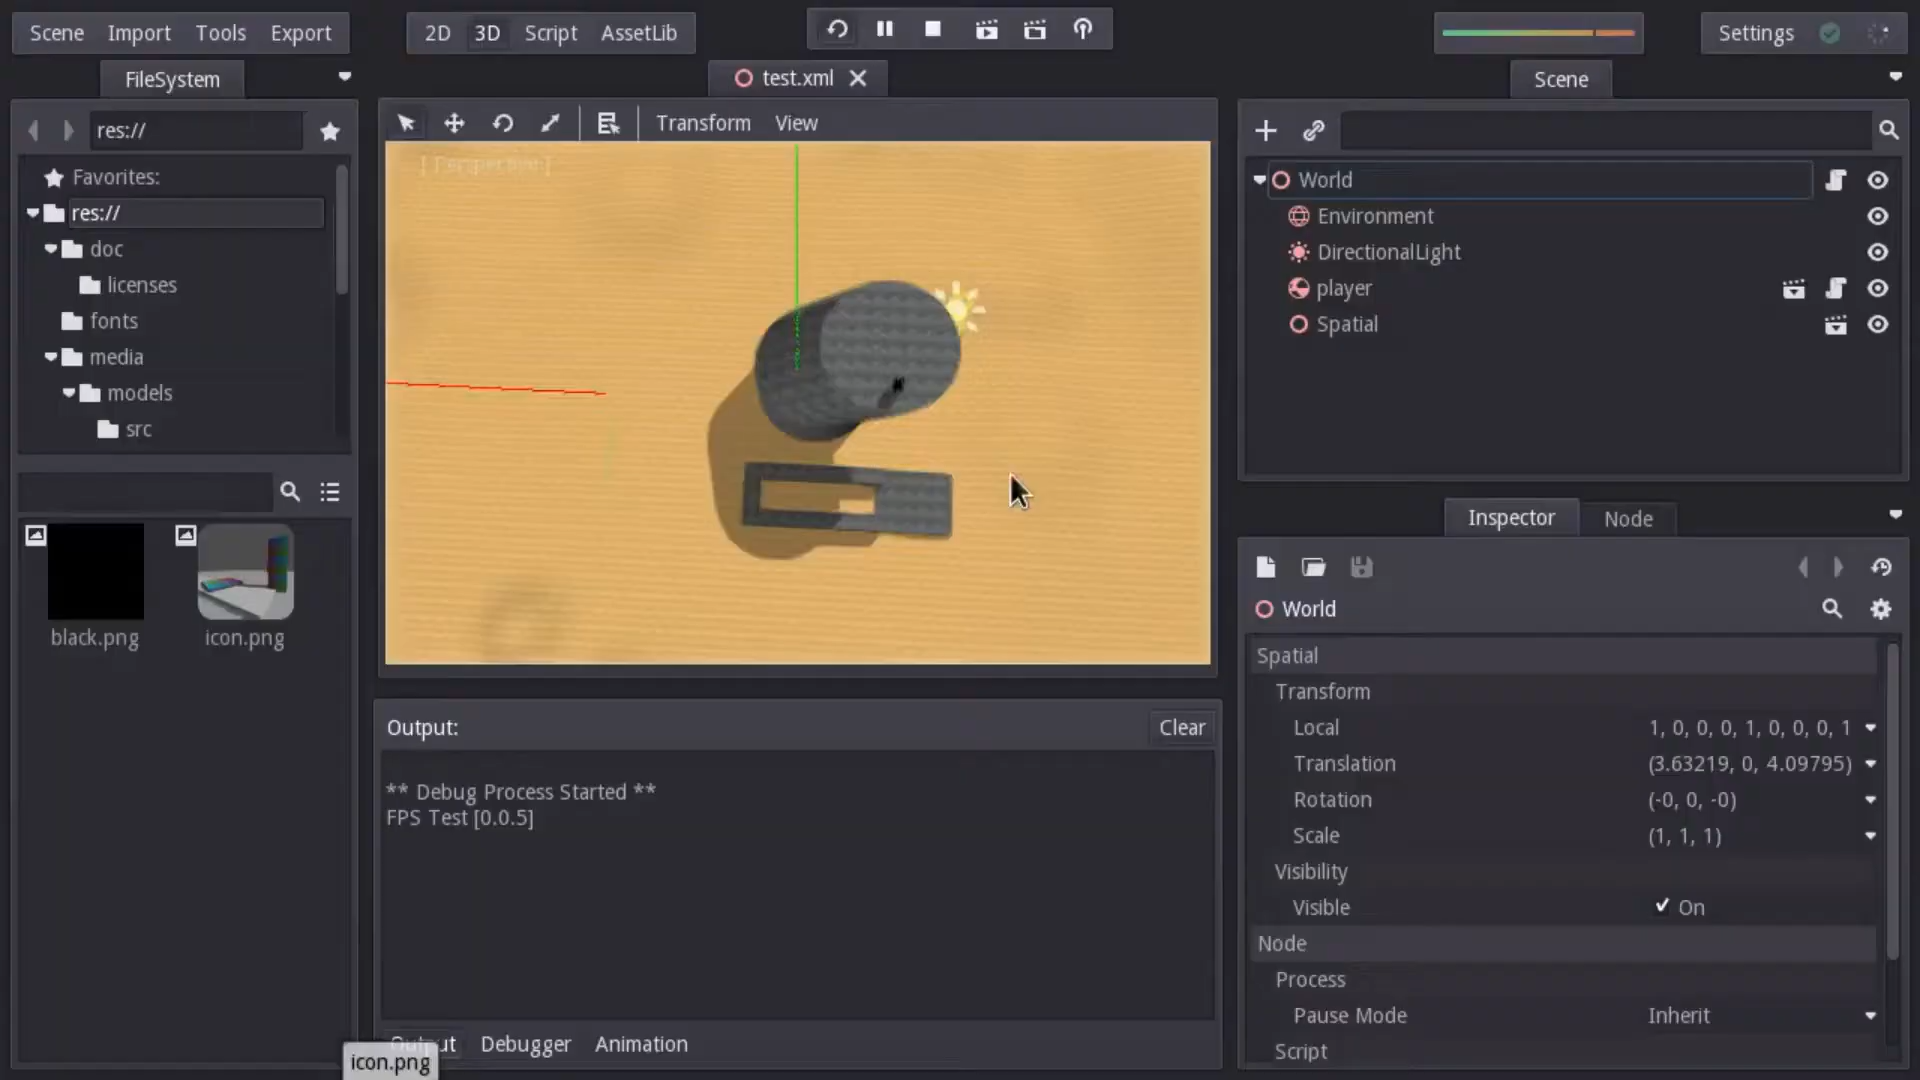 Scene Import Tools Export
2D 3D Script AssetLib
Settings
FileSystem
test.xml
Scene
res://
Transform View
[ Perspective ]
Favorites:
res://
doc
licenses
fonts
media
models
src
black.png
icon.png
World
Environment
DirectionalLight
player
Spatial
Inspector Node
World
Spatial
Transform
Local 1, 0, 0, 0, 1, 0, 0, 0, 1
Translation (3.63219, 0, 4.09795)
Rotation (-0, 0, -0)
Scale (1, 1, 1)
Visibility
Visible On
Node
Process
Pause Mode Inherit
Script
Output: Clear
** Debug Process Started **
FPS Test [0.0.5]
Output Debugger Animation
icon.png